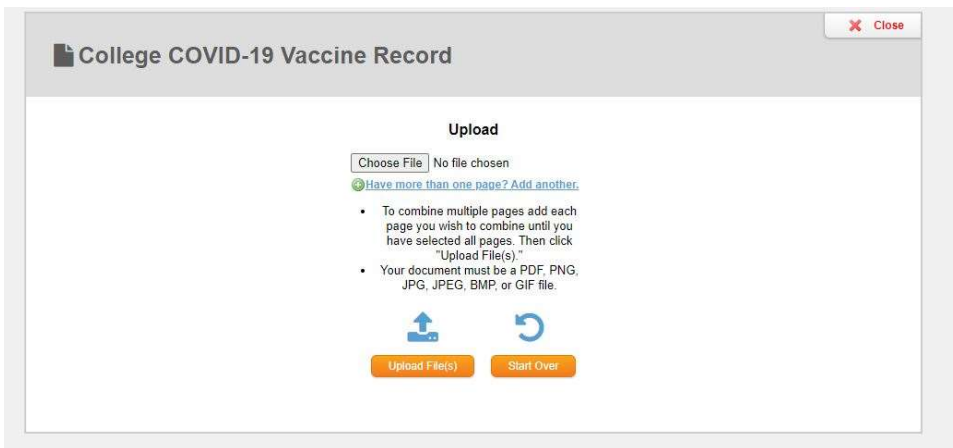 Close
College COVID-19 Vaccine Record
Upload
Choose File No file chosen
Have more than one page? Add another.
• To combine multiple pages add each
page you wish to combine until you
have selected all pages. Then click
"Upload File(s)."
• Your document must be a PDF, PNG,
JPG, JPEG, BMP, or GIF file.
Upload File(s) Start Over